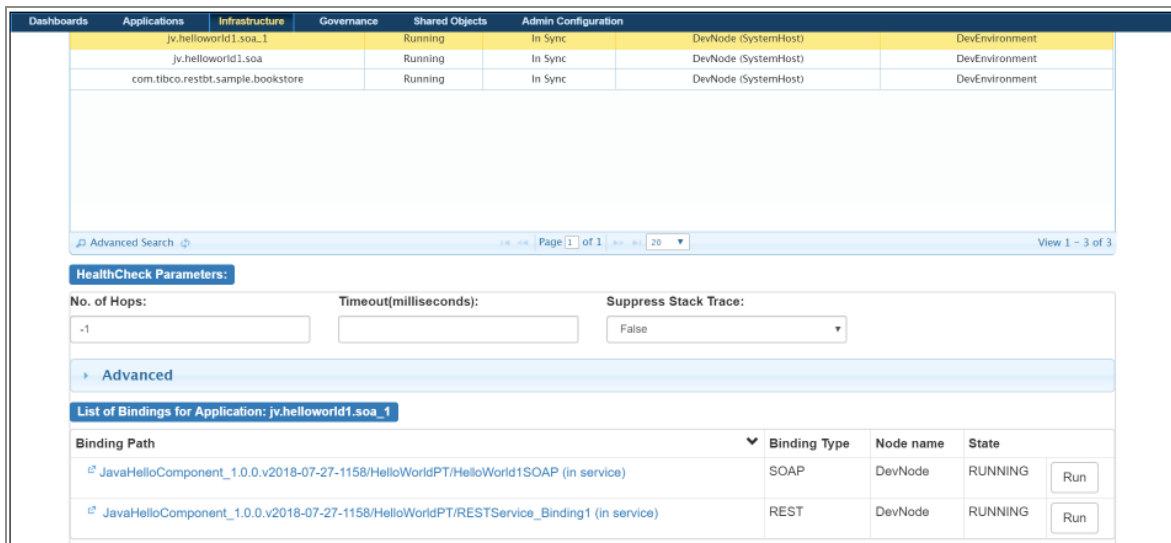 Dashboards Applications Infrastructure Governance Shared Objects Admin Configuration
jv.helloworld1.soa_1 Running In Sync DevNode (SystemHost) DevEnvironment
jv.helloworld1.soa Running In Sync DevNode (SystemHost) DevEnvironment
com.tibco.restbt.sample.bookstore Running In Sync DevNode (SystemHost) DevEnvironment
Advanced Search Page 1 of 1 20 View 1 - 3 of 3
HealthCheck Parameters:
No. of Hops: Timeout(milliseconds): Suppress Stack Trace:
-1 False
Advanced
List of Bindings for Application: jv.helloworld1.soa_1
Binding Path Binding Type Node name State
JavaHelloComponent_1.0.0.v2018-07-27-1158/HelloWorldPT/HelloWorld1SOAP (in service) SOAP DevNode RUNNING Run
JavaHelloComponent_1.0.0.v2018-07-27-1158/HelloWorldPT/RESTService_Binding1 (in service) REST DevNode RUNNING Run